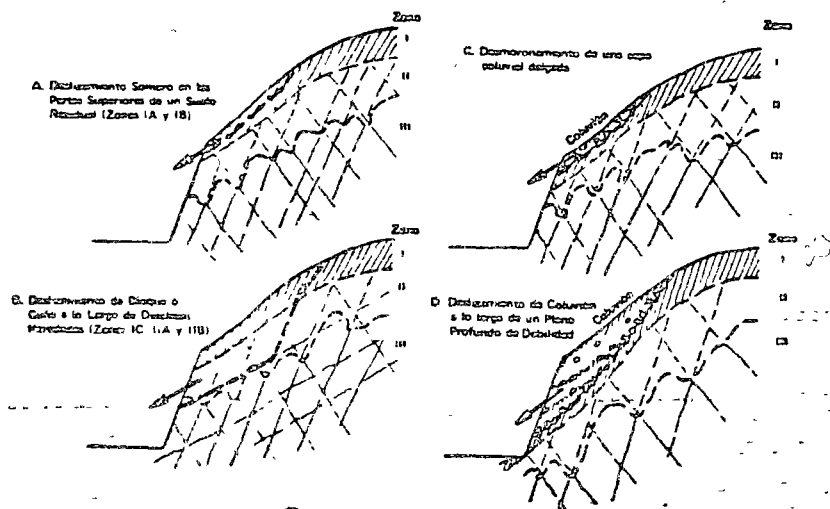 Zona
I
II
III
A. Deslizamiento Somero en las
Partes Superiores de un Suelo
Residual (Zonas IA y IB)
Zona
I
II
III
C. Desmoronamiento de una capa
coluvial delgada
Coluvión
Zona
I
II
III
B. Deslizamiento de Bloque o
Cuña a lo Largo de Diaclasas
Heredadas (Zonas IC, IIA y IIB)
Zona
I
II
III
D. Deslizamiento de Coluvión
a lo largo de un Plano
Profundo de Debilidad
Coluvión